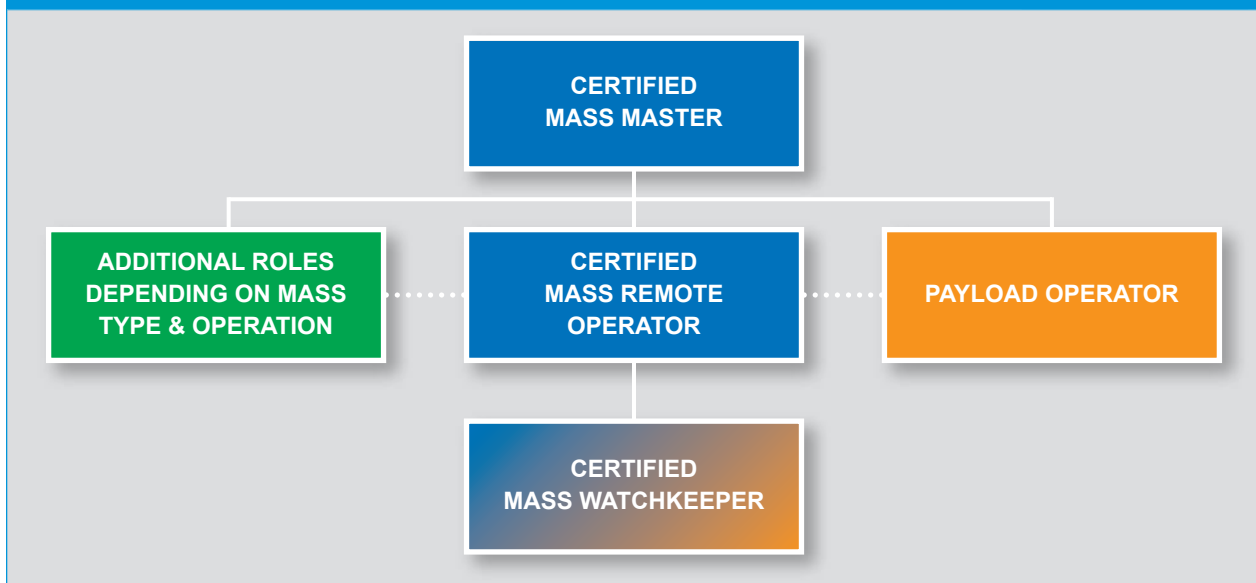 CERTIFIED
MASS MASTER
ADDITIONAL ROLES
DEPENDING ON MASS
TYPE & OPERATION
CERTIFIED
MASS REMOTE
OPERATOR
PAYLOAD OPERATOR
CERTIFIED
MASS WATCHKEEPER